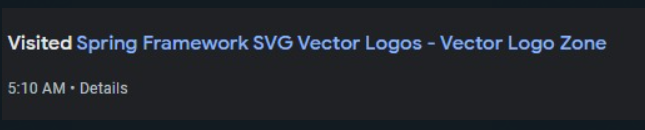 Visited Spring Framework SVG Vector Logos - Vector Logo Zone
5:10 AM • Details